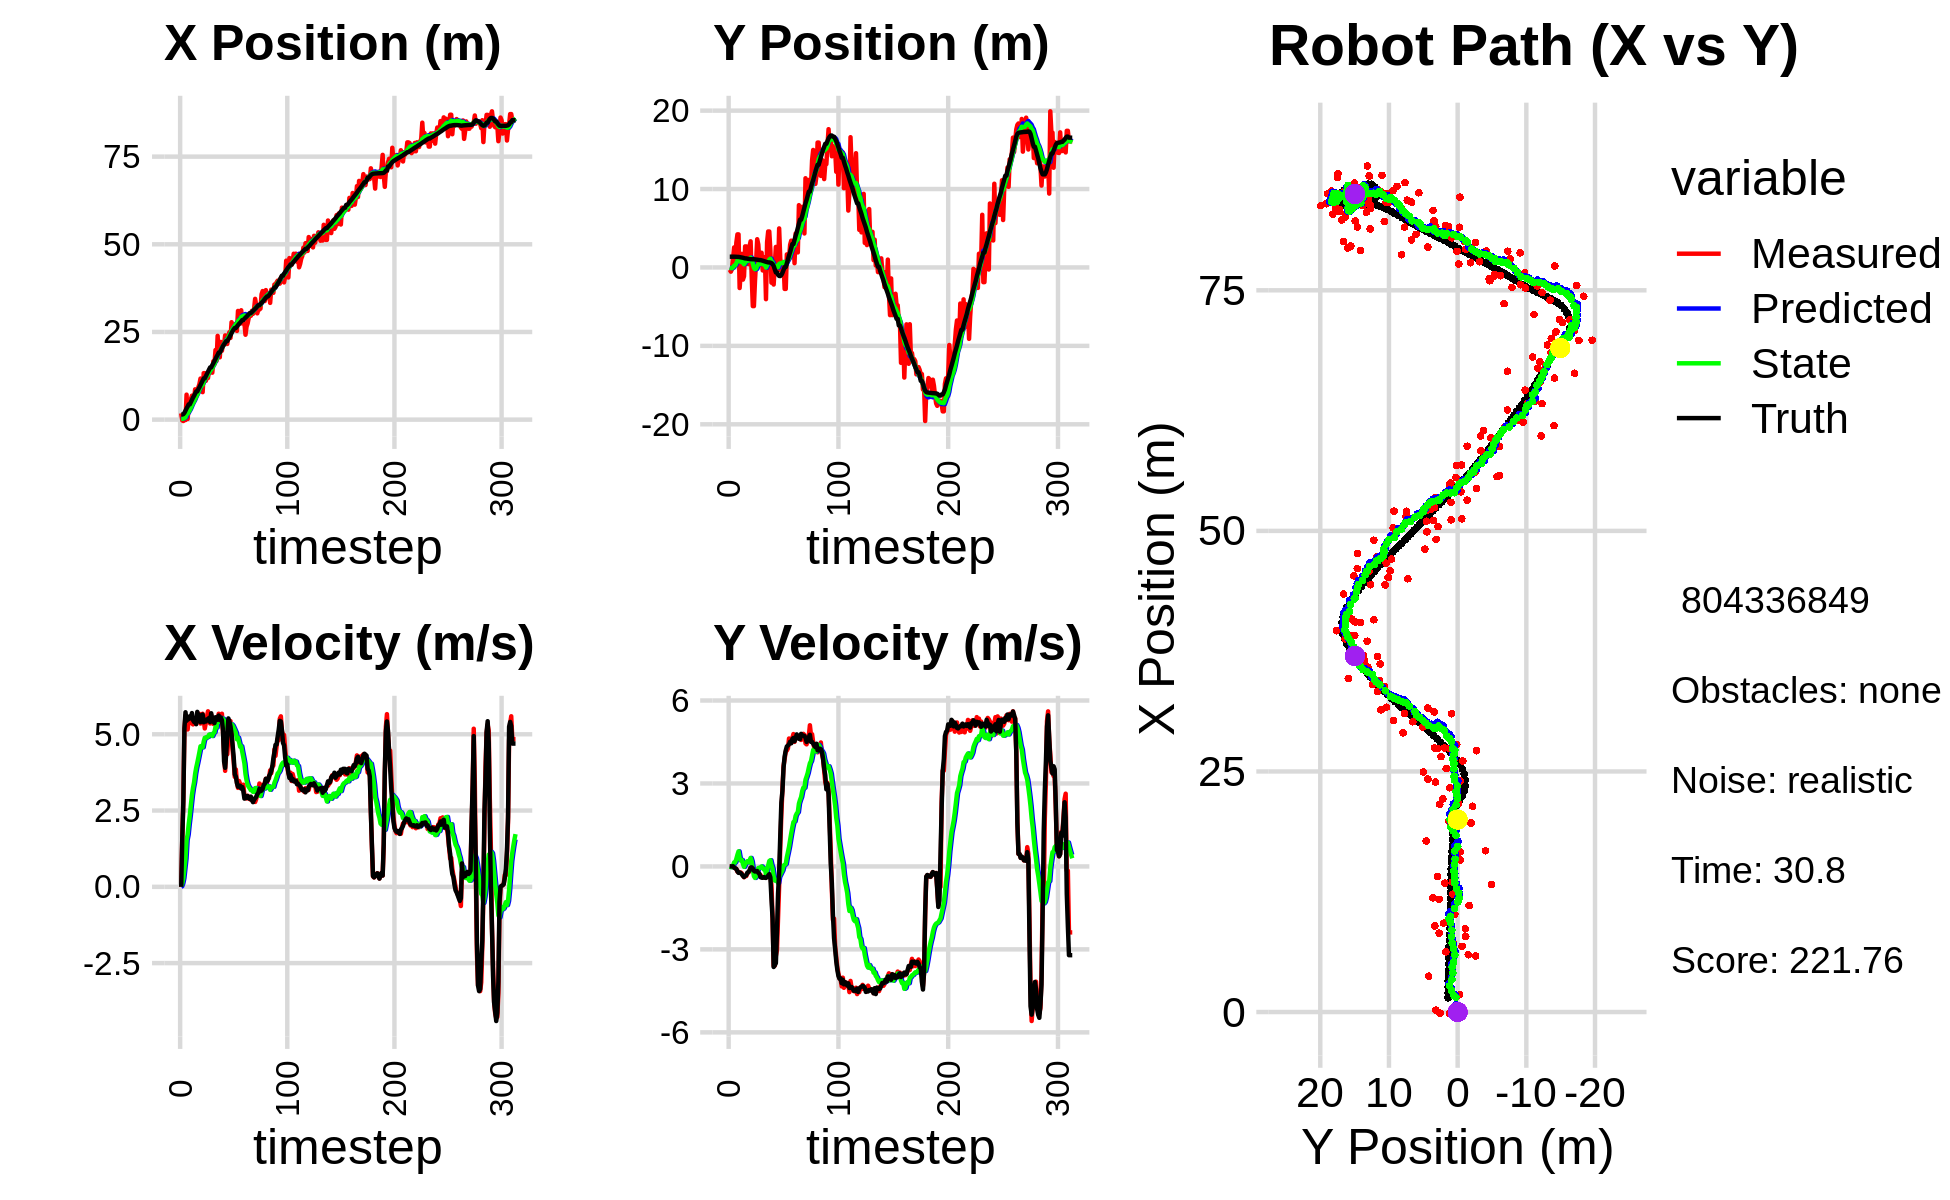 X Position (m)
75
50
25
0
0
100
200
300
timestep
Y Position (m)
20
10
0
-10
-20
0
100
200
300
timestep
X Velocity (m/s)
5.0
2.5
0.0
-2.5
0
100
200
300
timestep
Y Velocity (m/s)
6
3
0
-3
-6
0
100
200
300
timestep
Robot Path (X vs Y)
X Position (m)
75
50
25
0
20 10 0 -10 -20
Y Position (m)
variable
Measured
Predicted
State
Truth
804336849
Obstacles: none
Noise: realistic
Time: 30.8
Score: 221.76